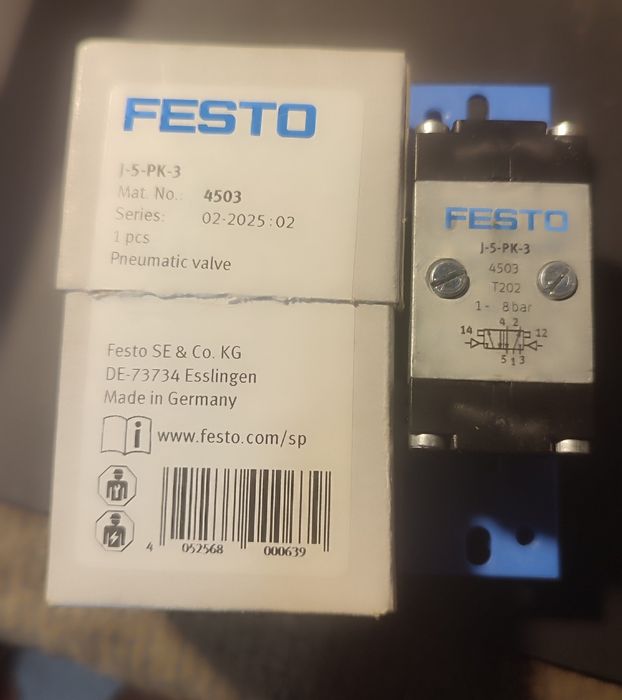 FESTO
J-5-PK-3
Mat. No.: 4503
Series: 02-2025:02
1 pcs
Pneumatic valve
Festo SE & Co. KG
DE-73734 Esslingen
Made in Germany
i www.festo.com/sp
4 052568 000639
FESTO
J-5-PK-3
4503
T202
1- 8bar
4 2
14 12
5 1 3